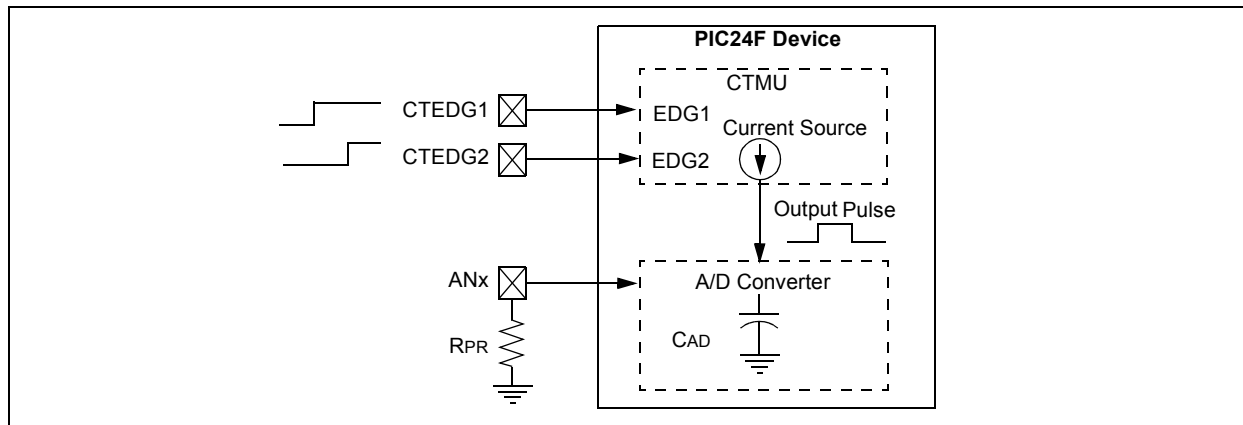 PIC24F Device
CTMU
CTEDG1
EDG1
Current Source
CTEDG2
EDG2
Output Pulse
ANx
A/D Converter
RPR
CAD